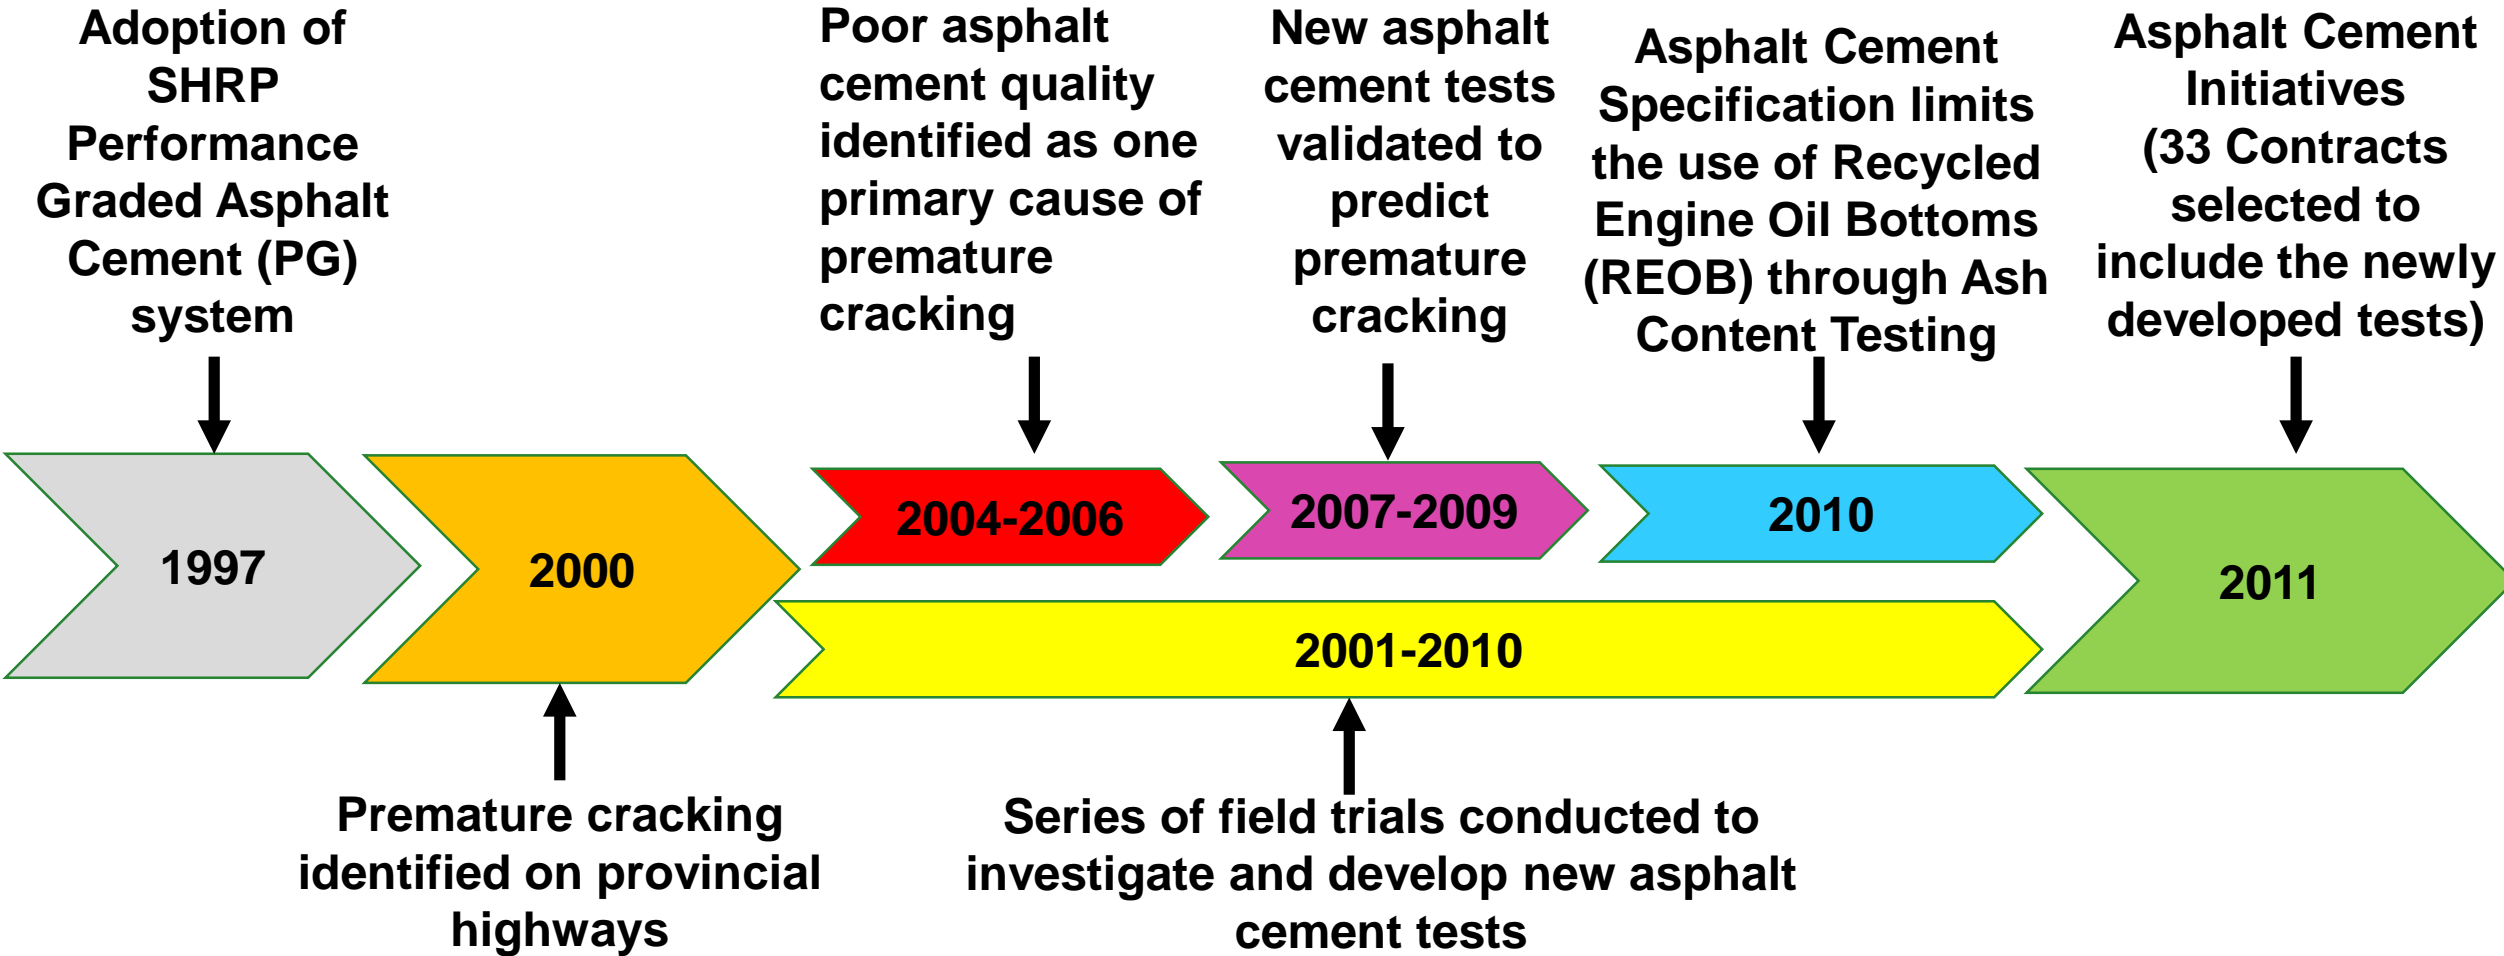 Adoption of
SHRP
Performance
Graded Asphalt
Cement (PG)
system
Poor asphalt
cement quality
identified as one
primary cause of
premature
cracking
New asphalt
cement tests
validated to
predict
premature
cracking
Asphalt Cement
Specification limits
the use of Recycled
Engine Oil Bottoms
(REOB) through Ash
Content Testing
Asphalt Cement
Initiatives
(33 Contracts
selected to
include the newly
developed tests)
1997
2000
2004-2006
2007-2009
2010
2011
2001-2010
Premature cracking
identified on provincial
highways
Series of field trials conducted to
investigate and develop new asphalt
cement tests